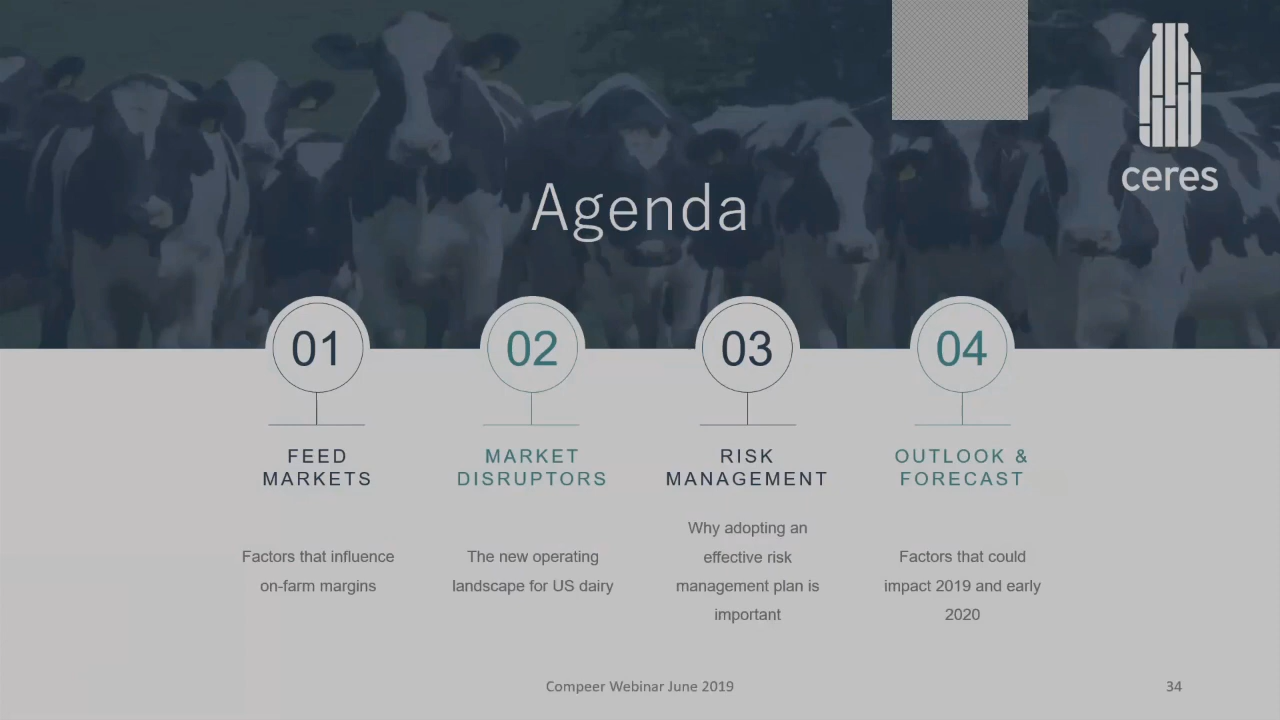 ceres
Agenda
01
02
03
04
FEED
MARKETS
MARKET
DISRUPTORS
RISK
MANAGEMENT
OUTLOOK &
FORECAST
Factors that influence
on-farm margins
The new operating
landscape for US dairy
Why adopting an
effective risk
management plan is
important
Factors that could
impact 2019 and early
2020
Compeer Webinar June 2019
34